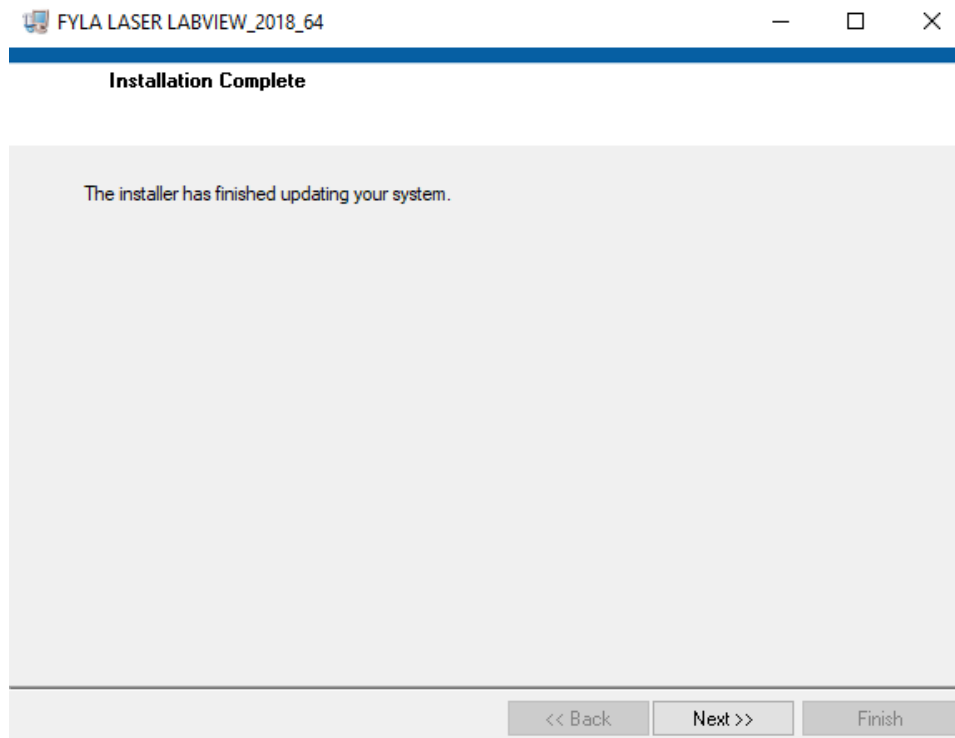 FYLA LASER LABVIEW_2018_64
Installation Complete
The installer has finished updating your system.
<< Back Next >> Finish